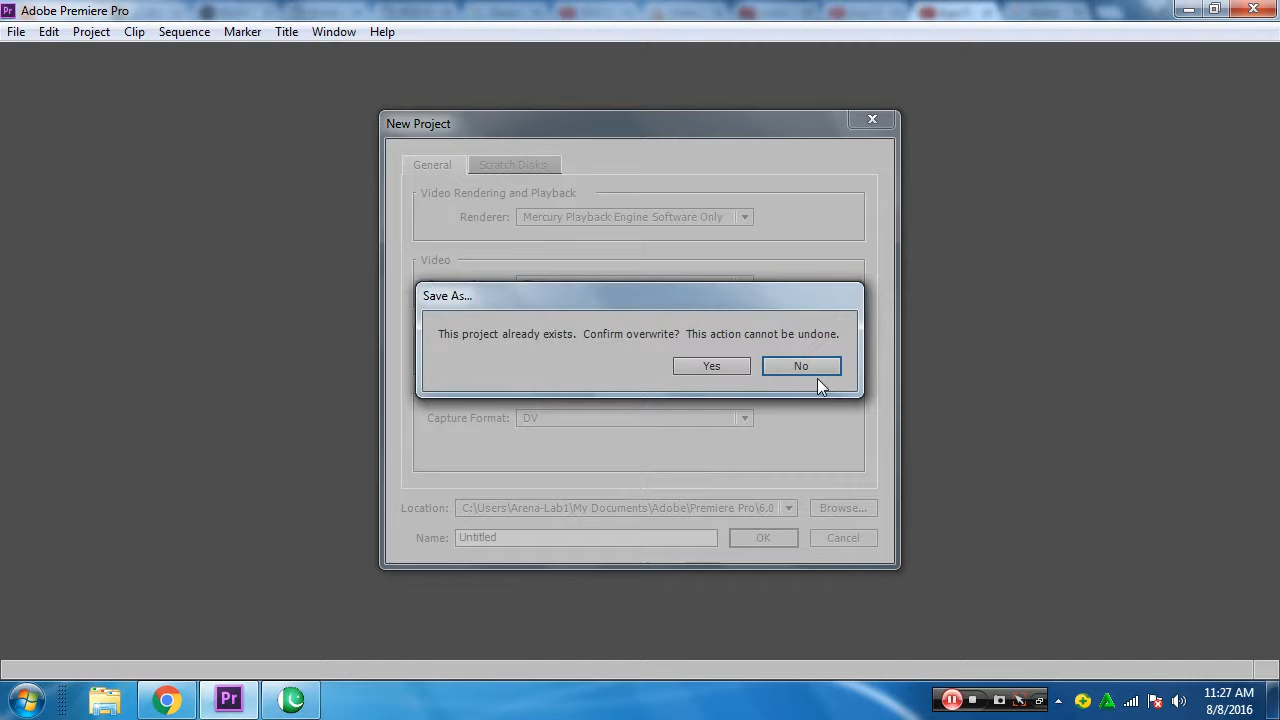 Adobe Premiere Pro
File Edit Project Clip Sequence Marker Title Window Help
New Project
General Scratch Disks
Video Rendering and Playback
Renderer: Mercury Playback Engine Software Only
Video
Save As...
This project already exists. Confirm overwrite? This action cannot be undone.
Yes No
Capture Format: DV
Location: C:\Users\Arena-Lab1\My Documents\Adobe\Premiere Pro\6.0 Browse...
Name: Untitled OK Cancel
Pr
11:27 AM
8/8/2016